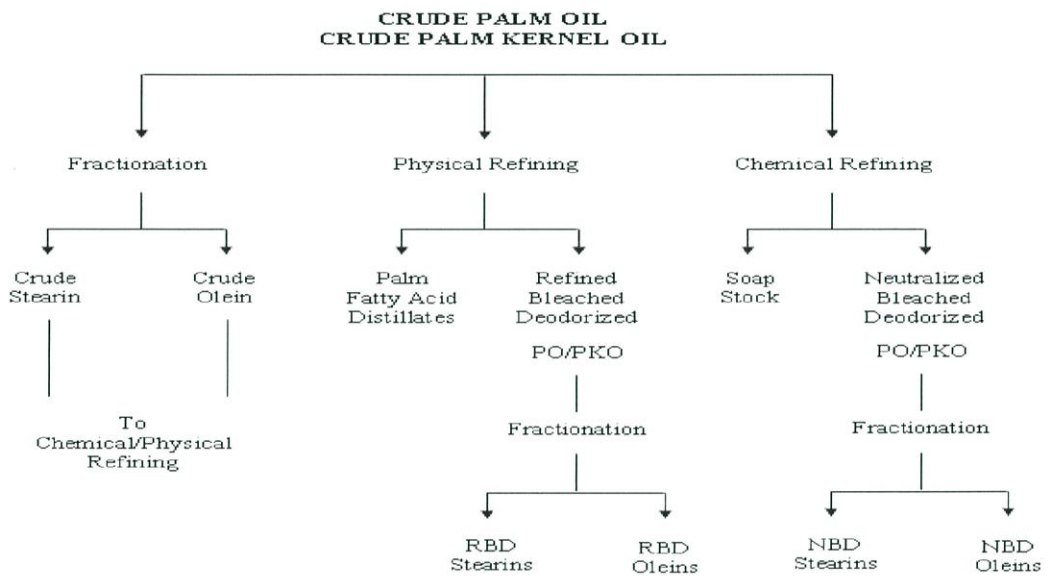 CRUDE PALM OIL
CRUDE PALM KERNEL OIL
Fractionation
Physical Refining
Chemical Refining
Crude
Stearin
Crude
Olein
Palm
Fatty Acid
Distillates
Refined
Bleached
Deodorized
PO/PKO
Soap
Stock
Neutralized
Bleached
Deodorized
PO/PKO
To
Chemical/Physical
Refining
Fractionation
Fractionation
RBD
Stearins
RBD
Oleins
NBD
Stearins
NBD
Oleins